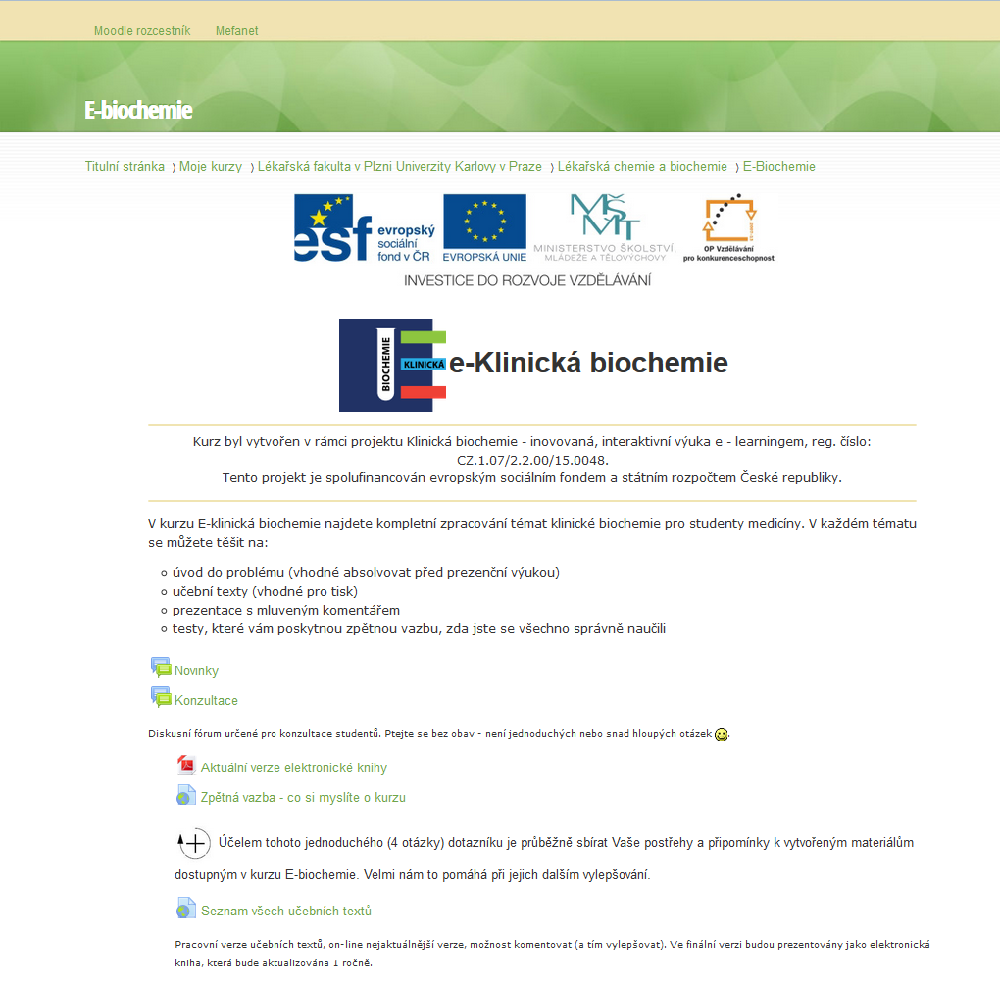 Moodle rozcestník Mefanet
E-biochemie
Titulní stránka ⟩ Moje kurzy ⟩ Lékařská fakulta v Plzni Univerzity Karlovy v Praze ⟩ Lékařská chemie a biochemie ⟩ E-Biochemie
esf evropský sociální fond v ČR
EVROPSKÁ UNIE
MŠMT
MINISTERSTVO ŠKOLSTVÍ,
MLÁDEŽE A TĚLOVÝCHOVY
OP Vzdělávání
pro konkurenceschopnost
INVESTICE DO ROZVOJE VZDĚLÁVÁNÍ
BIOCHEMIE
KLINICKÁ
e-Klinická biochemie
Kurz byl vytvořen v rámci projektu Klinická biochemie - inovovaná, interaktivní výuka e - learningem, reg. číslo:
CZ.1.07/2.2.00/15.0048.
Tento projekt je spolufinancován evropským sociálním fondem a státním rozpočtem České republiky.
V kurzu E-klinická biochemie najdete kompletní zpracování témat klinické biochemie pro studenty medicíny. V každém tématu
se můžete těšit na:
úvod do problému (vhodné absolvovat před prezenční výukou)
učební texty (vhodné pro tisk)
prezentace s mluveným komentářem
testy, které vám poskytnou zpětnou vazbu, zda jste se všechno správně naučili
Novinky
Konzultace
Diskusní fórum určené pro konzultace studentů. Ptejte se bez obav - není jednoduchých nebo snad hloupých otázek .
Aktuální verze elektronické knihy
Zpětná vazba - co si myslíte o kurzu
Účelem tohoto jednoduchého (4 otázky) dotazníku je průběžně sbírat Vaše postřehy a připomínky k vytvořeným materiálům
dostupným v kurzu E-biochemie. Velmi nám to pomáhá při jejich dalším vylepšování.
Seznam všech učebních textů
Pracovní verze učebních textů, on-line nejaktuálnější verze, možnost komentovat (a tím vylepšovat). Ve finální verzi budou prezentovány jako elektronická
kniha, která bude aktualizována 1 ročně.